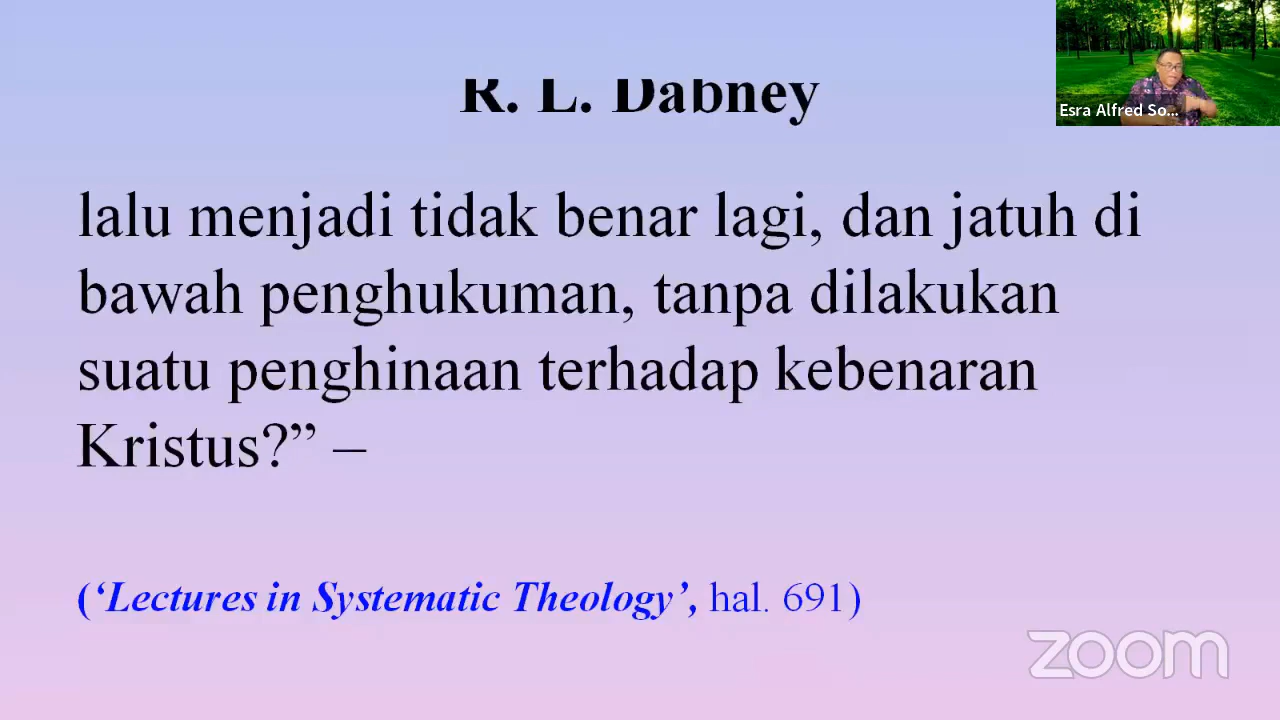 R. L. Dabney
Esra Alfred So...
lalu menjadi tidak benar lagi, dan jatuh di
bawah penghukuman, tanpa dilakukan
suatu penghinaan terhadap kebenaran
Kristus?” –
(‘Lectures in Systematic Theology’, hal. 691)
zoom